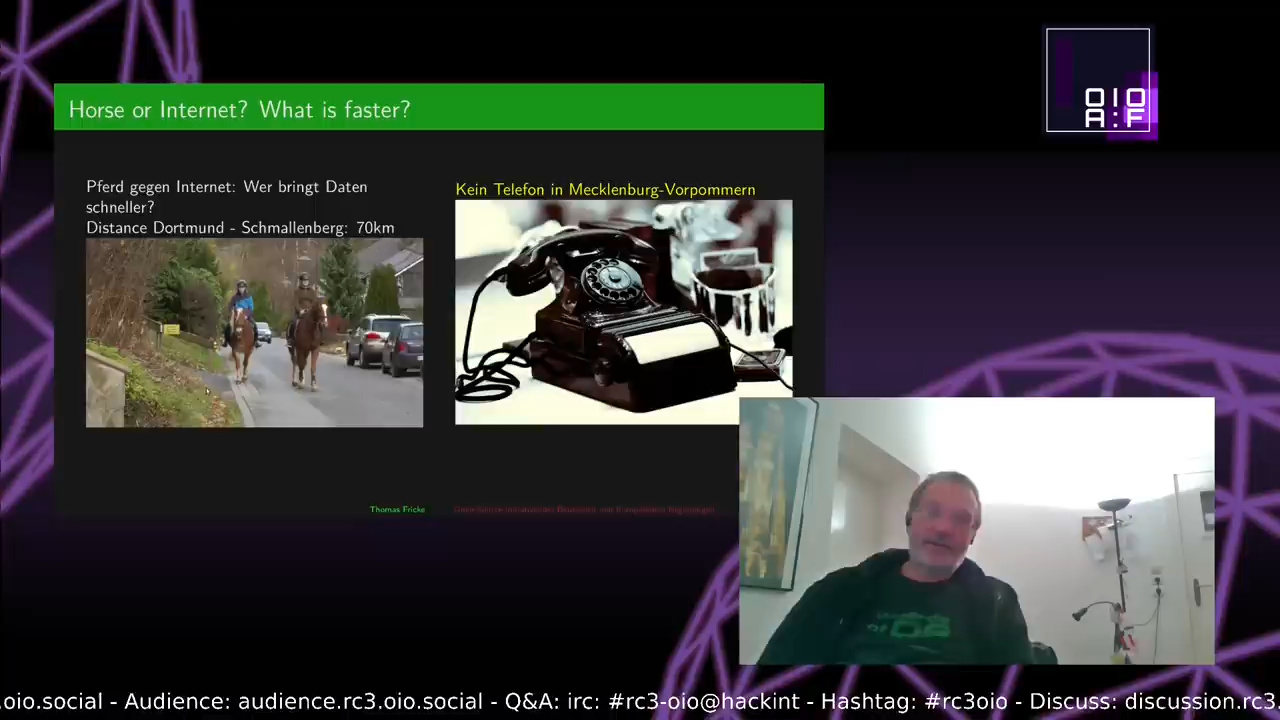 OIO
A:F
Horse or Internet? What is faster?
Pferd gegen Internet: Wer bringt Daten
schneller?
Distance Dortmund - Schmallenberg: 70km
Kein Telefon in Mecklenburg-Vorpommern
Thomas Fricke
.oio.social - Audience: audience.rc3.oio.social - Q&A: irc: #rc3-oio@hackint - Hashtag: #rc3oio - Discuss: discussion.rc3.